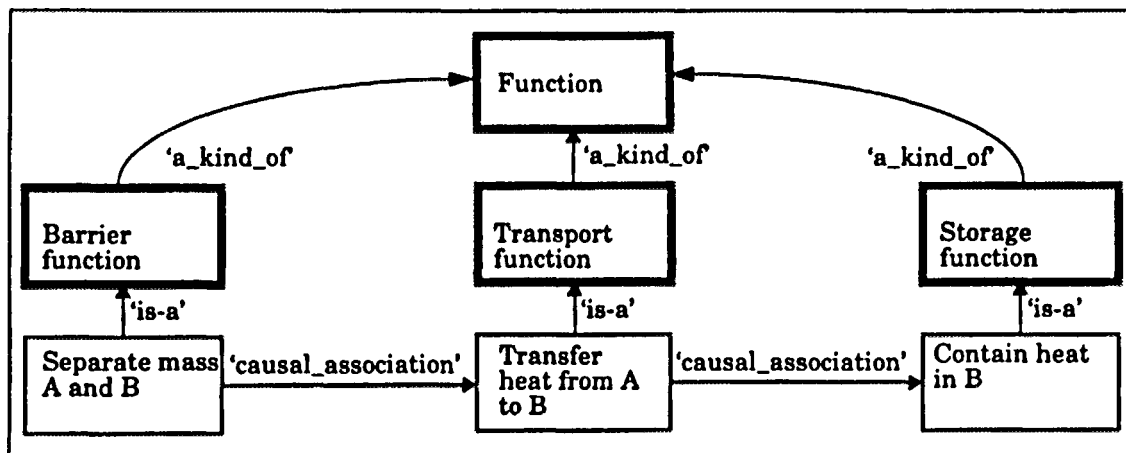 Function
'a_kind_of'
'a_kind_of'
'a_kind_of'
Barrier
function
Transport
function
Storage
function
'is-a'
'is-a'
'is-a'
Separate mass
A and B
'causal_association'
Transfer
heat from A
to B
'causal_association'
Contain heat
in B